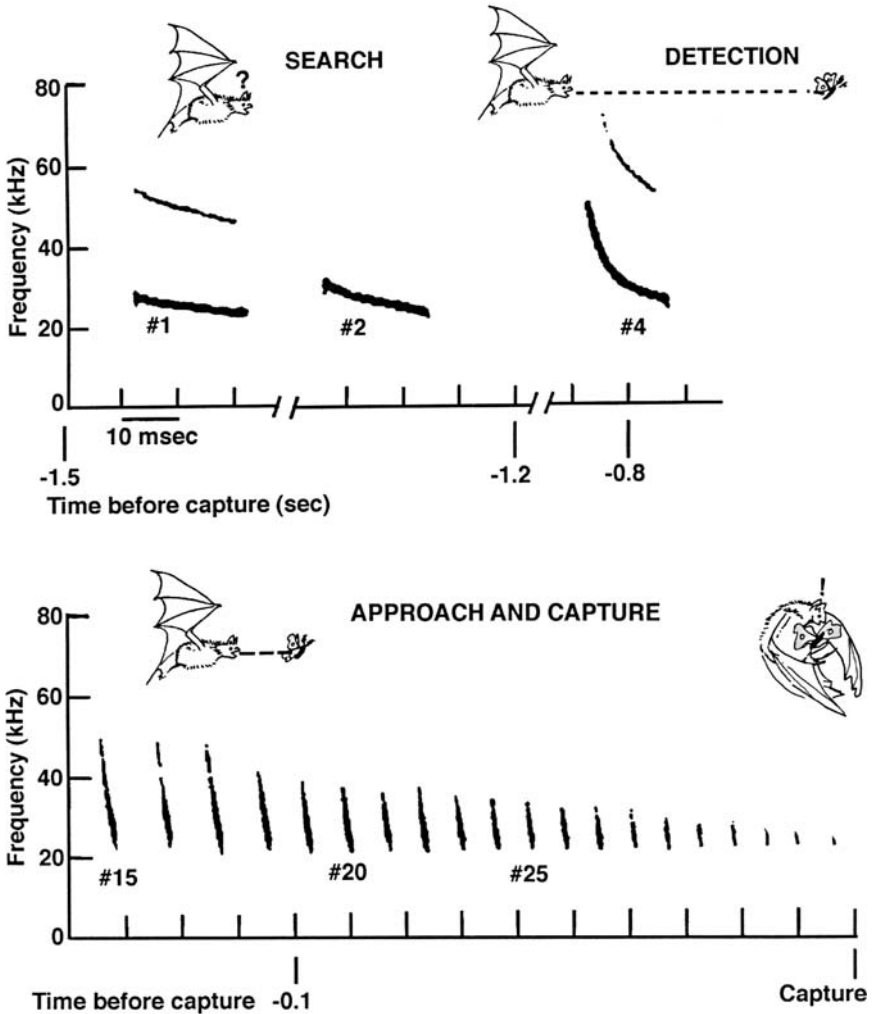 ?
SEARCH
DETECTION
80
60
40
20
0
Frequency (kHz)
#1
#2
#4
10 msec
-1.5
-1.2
-0.8
Time before capture (sec)
!
APPROACH AND CAPTURE
80
60
40
20
0
Frequency (kHz)
#15
#20
#25
Time before capture -0.1
Capture